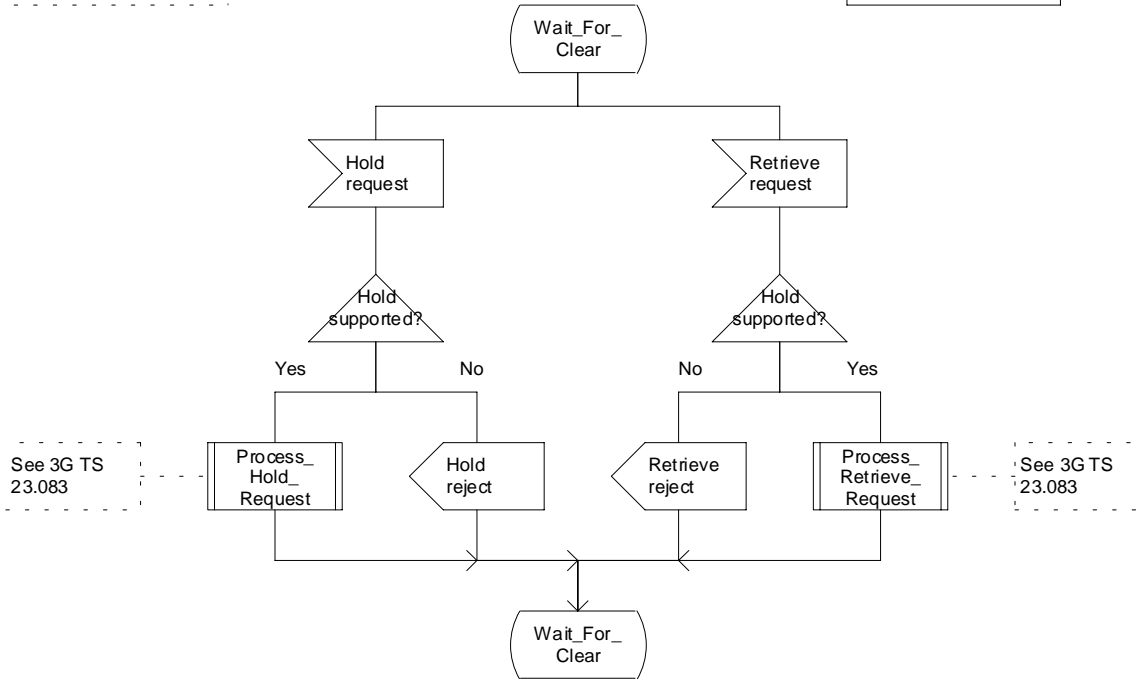 Wait_For_
Clear
Hold
request
Retrieve
request
Hold
supported?
Hold
supported?
Yes
No
No
Yes
See 3G TS
23.083
Process_
Hold_
Request
Hold
reject
Retrieve
reject
Process_
Retrieve_
Request
See 3G TS
23.083
Wait_For_
Clear